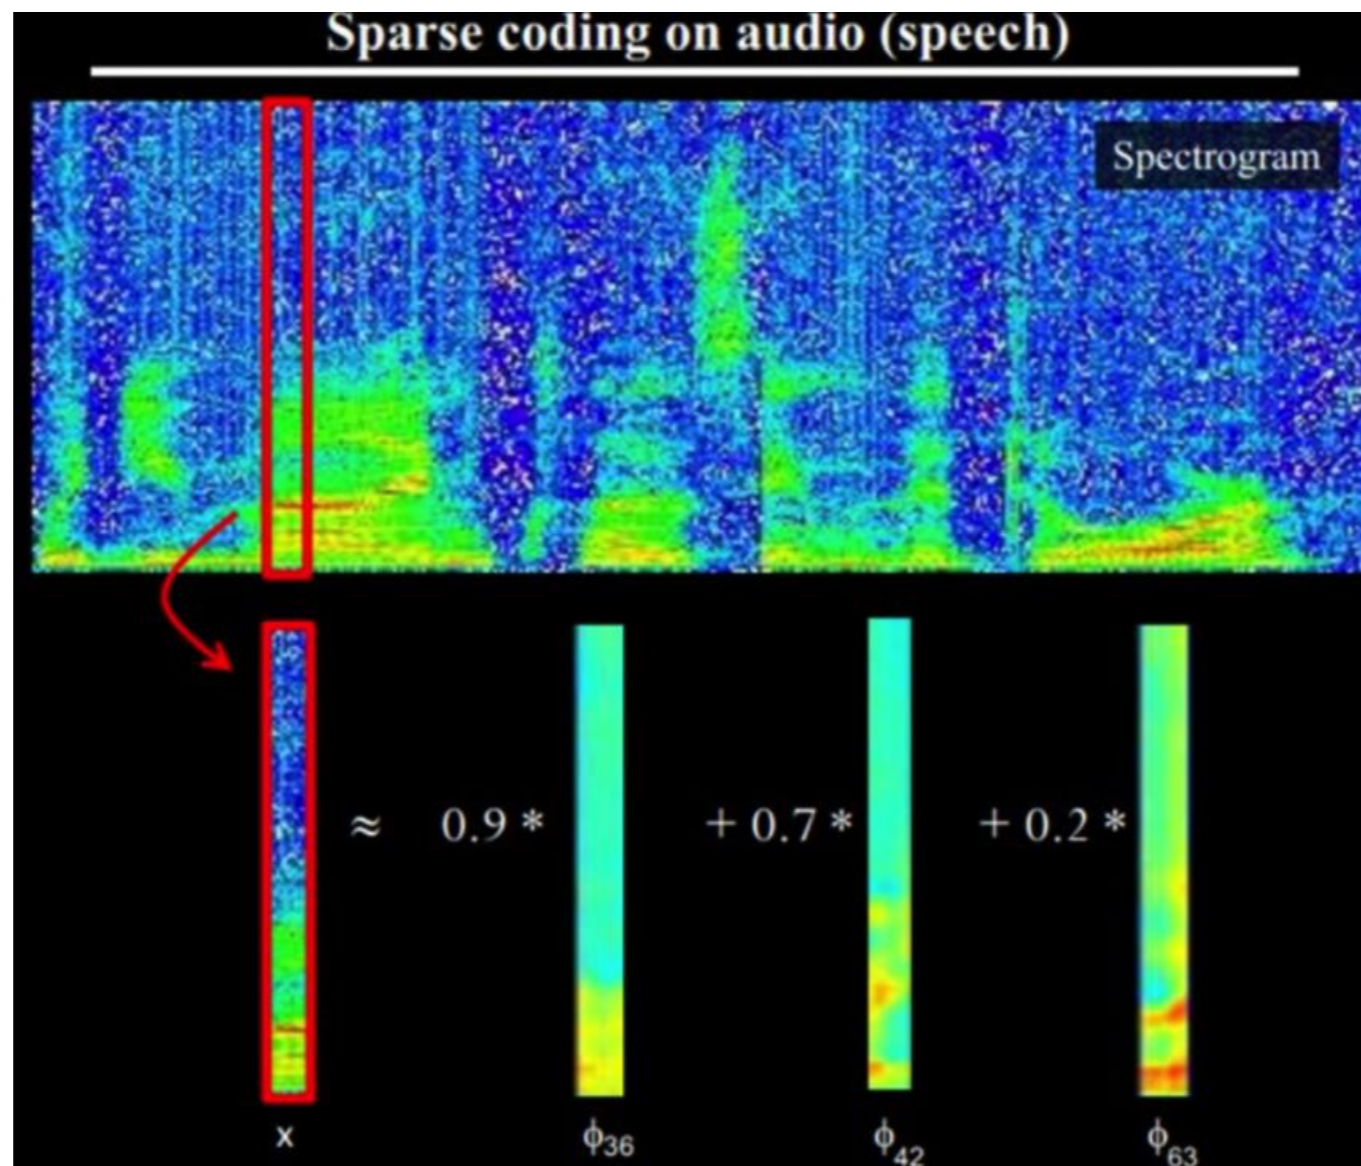 Sparse coding on audio (speech)
Spectrogram
≈ 0.9 * + 0.7 * + 0.2 *
x ϕ36 ϕ42 ϕ63